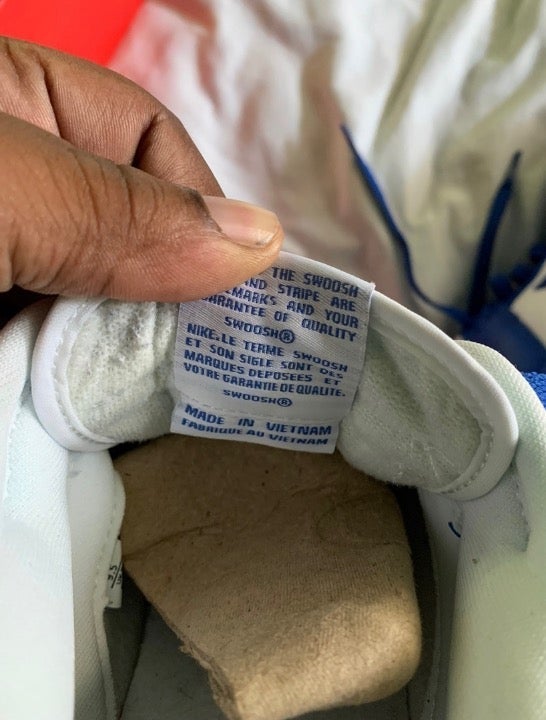 THE SWOOSH
AND STRIPE ARE
MARKS AND YOUR
GUARANTEE OF QUALITY
SWOOSH®
NIKE,LE TERME SWOOSH
ET SON SIGLE SONT DES
MARQUES DEPOSEES ET
VOTRE GARANTIE DE QUALITE.
SWOOSH®
MADE IN VIETNAM
FABRIQUE AU VIETNAM